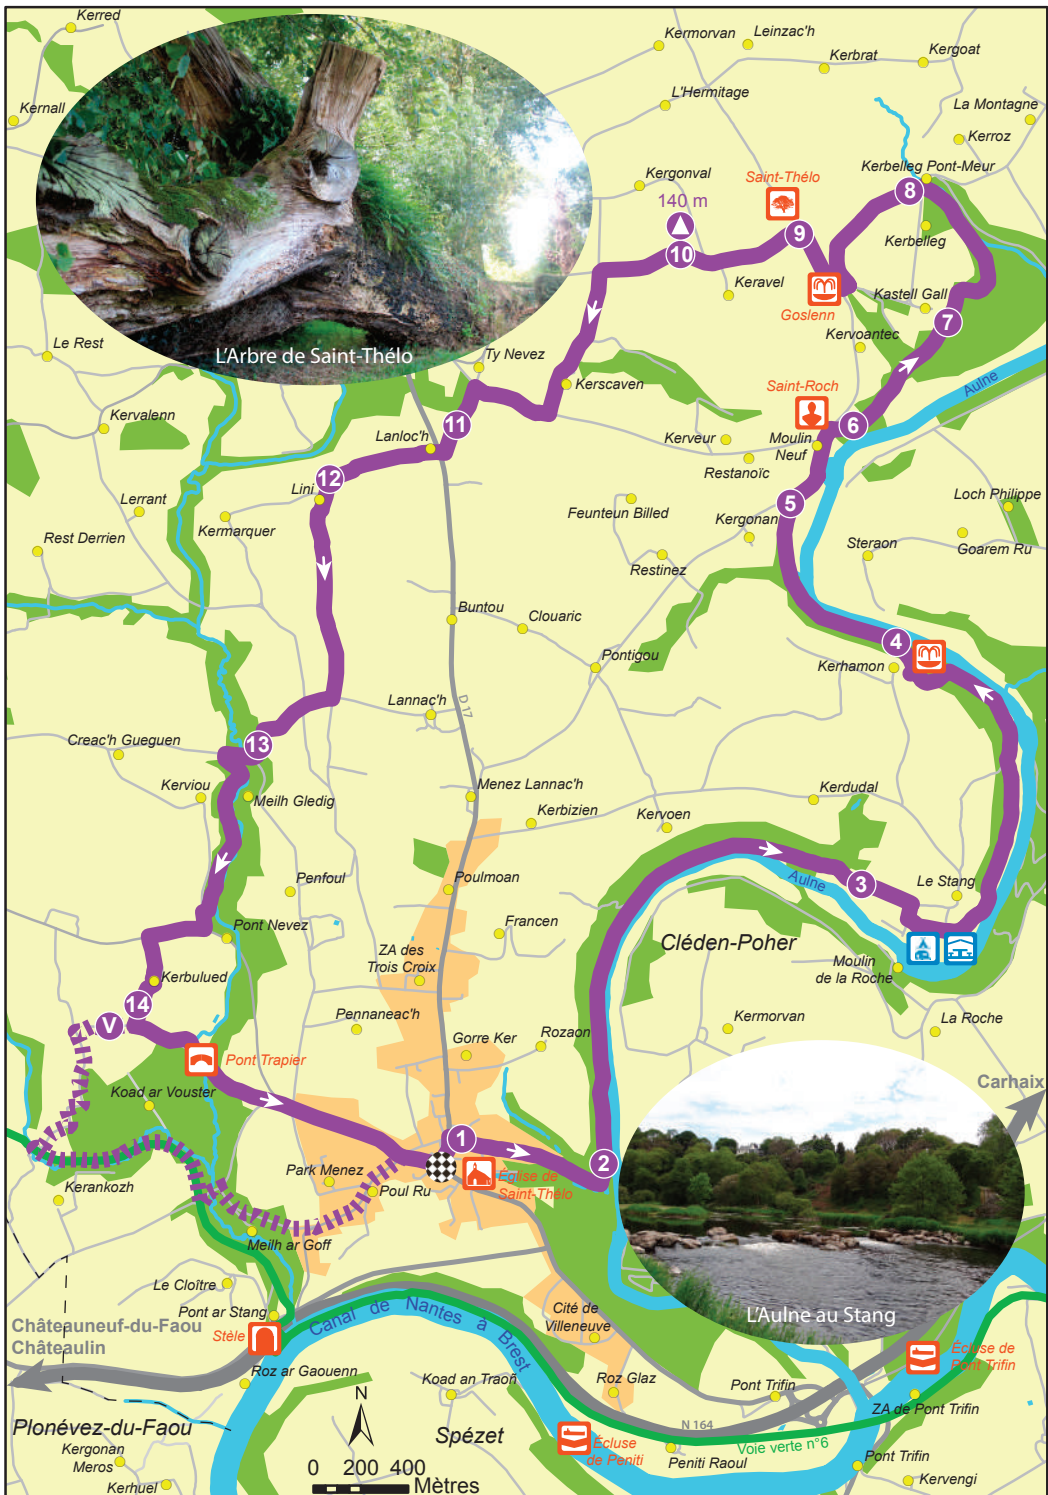 Kerred
Kermorvan
Leinzac'h
Kerbrat
Kergoat
Kernall
L'Hermitage
La Montagne
Kerroz
Kergonval
Saint-Thélo
Kerbelleg Pont-Meur
140 m
8
9
10
Kerbelleg
Keravel
Goslenn
Kastell Gall
7
Kervoantec
L'Arbre de Saint-Thélo
Le Rest
Ty Nevez
Kerscaven
Saint-Roch
Aulne
Kervalenn
11
Lanloc'h
Kerveur
Moulin
Neuf
6
Restanoïc
12
Lini
Lerrant
Kermarquer
Feunteun Billed
5
Kergonan
Loch Philippe
Rest Derrien
Steraon
Goarem Ru
Restinez
Buntou
Clouaric
4
Pontigou
Kerhamon
Lannac'h
D 17
Creac'h Gueguen
13
Kerviou
Meilh Gledig
Menez Lannac'h
Kerbizien
Kervoen
Kerdudal
Penfoul
Poulmoan
Aulne
3
Le Stang
Pont Nevez
Francen
Cléden-Poher
ZA des
Trois Croix
Moulin
de la Roche
Kerbulued
14
V
Pennaneac'h
Gorre Ker
Rozaon
Kermorvan
La Roche
Pont Trapier
Carhaix
Koad ar Vouster
1
2
Park Menez
Poul Ru
Église de
Saint-Thélo
Kerankozh
Meilh ar Goff
Le Cloître
Pont ar Stang
Stèle
Châteauneuf-du-Faou
Châteaulin
Canal de Nantes à Brest
Cité de
Villeneuve
L'Aulne au Stang
Écluse de
Pont Trifin
Roz ar Gaouenn
Koad an Traoñ
Roz Glaz
Pont Trifin
ZA de Pont Trifin
N
Plonévez-du-Faou
Spézet
N 164
Voie verte n°6
Écluse
de Peniti
Peniti Raoul
Pont Trifin
Kergonan
Meros
Kerhuel
Kervengi
0 200 400
Mètres